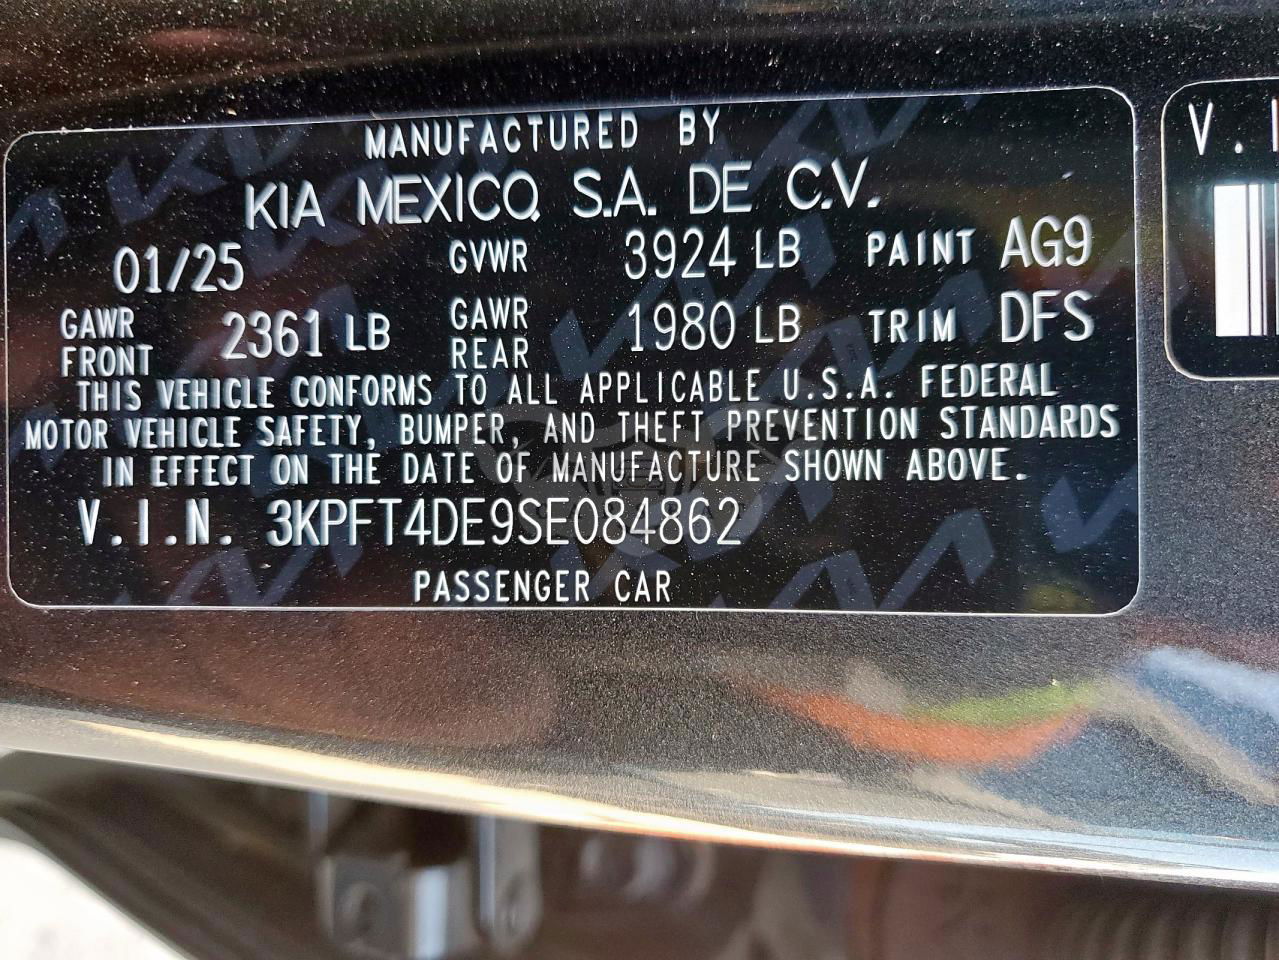 MANUFACTURED BY
KIA MEXICO, S.A. DE C.V.
01/25 GVWR 3924 LB PAINT AG9
GAWR FRONT 2361 LB GAWR REAR 1980 LB TRIM DFS
THIS VEHICLE CONFORMS TO ALL APPLICABLE U.S.A. FEDERAL
MOTOR VEHICLE SAFETY, BUMPER, AND THEFT PREVENTION STANDARDS
IN EFFECT ON THE DATE OF MANUFACTURE SHOWN ABOVE.
V.I.N. 3KPFT4DE9SE084862
PASSENGER CAR
V.I